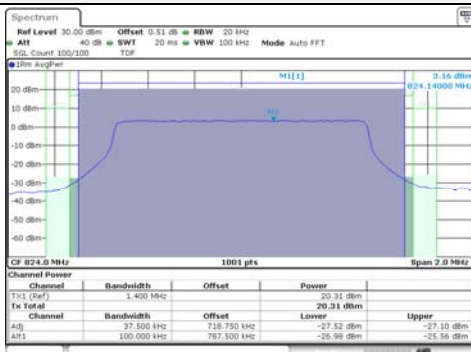 Spectrum
Ref Level 30.00 dBm Offset 0.51 dB RBW 20 kHz
Att 40 dB SWT 20 ms VBW 100 kHz Mode Auto FFT
SGL Count 100/100 TDF
1Rm AvgPwr
M1[1] 3.16 dBm
824.14000 MHz
20 dBm
10 dBm
M1
0 dBm
-10 dBm
-20 dBm
-30 dBm
-40 dBm
-50 dBm
-60 dBm
CF 824.0 MHz 1001 pts Span 2.0 MHz
Channel Power
Channel Bandwidth Offset Power
TX1 (Ref) 1.400 MHz 20.31 dBm
Tx Total 20.31 dBm
Channel Bandwidth Offset Lower Upper
Adj 37.500 kHz 718.750 kHz -27.52 dBm -27.10 dBm
Alt1 100.000 kHz 787.500 kHz -26.98 dBm -25.56 dBm